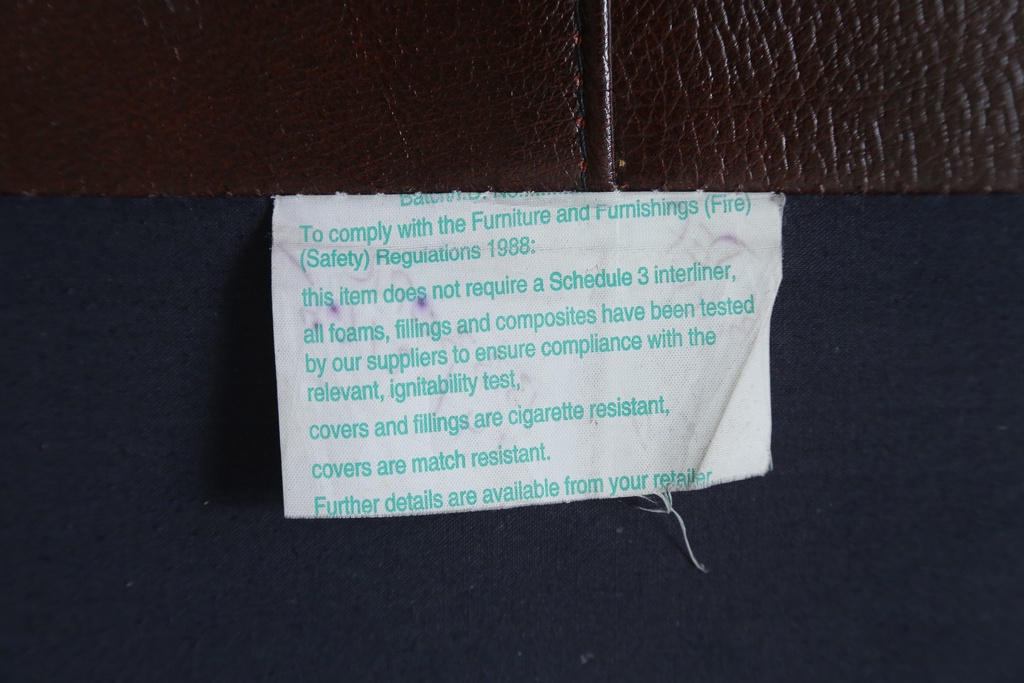 Batch/I.D. No.
To comply with the Furniture and Furnishings (Fire)
(Safety) Regulations 1988:
this item does not require a Schedule 3 interliner,
all foams, fillings and composites have been tested
by our suppliers to ensure compliance with the
relevant, ignitability test,
covers and fillings are cigarette resistant,
covers are match resistant.
Further details are available from your retailer